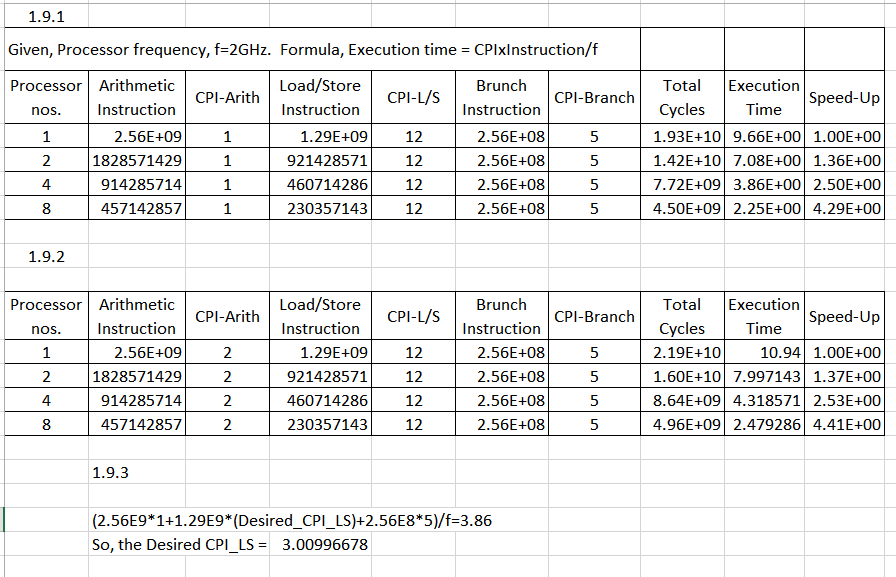 1.9.1
Given, Processor frequency, f=2GHz.  Formula, Execution time = CPIxInstruction/f
Processor nos. Arithmetic Instruction CPI-Arith Load/Store Instruction CPI-L/S Brunch Instruction CPI-Branch Total Cycles Execution Time Speed-Up
1 2.56E+09 1 1.29E+09 12 2.56E+08 5 1.93E+10 9.66E+00 1.00E+00
2 1828571429 1 921428571 12 2.56E+08 5 1.42E+10 7.08E+00 1.36E+00
4 914285714 1 460714286 12 2.56E+08 5 7.72E+09 3.86E+00 2.50E+00
8 457142857 1 230357143 12 2.56E+08 5 4.50E+09 2.25E+00 4.29E+00
1.9.2
Processor nos. Arithmetic Instruction CPI-Arith Load/Store Instruction CPI-L/S Brunch Instruction CPI-Branch Total Cycles Execution Time Speed-Up
1 2.56E+09 2 1.29E+09 12 2.56E+08 5 2.19E+10 10.94 1.00E+00
2 1828571429 2 921428571 12 2.56E+08 5 1.60E+10 7.997143 1.37E+00
4 914285714 2 460714286 12 2.56E+08 5 8.64E+09 4.318571 2.53E+00
8 457142857 2 230357143 12 2.56E+08 5 4.96E+09 2.479286 4.41E+00
1.9.3
(2.56E9*1+1.29E9*(Desired_CPI_LS)+2.56E8*5)/f=3.86
So, the Desired CPI_LS = 3.00996678